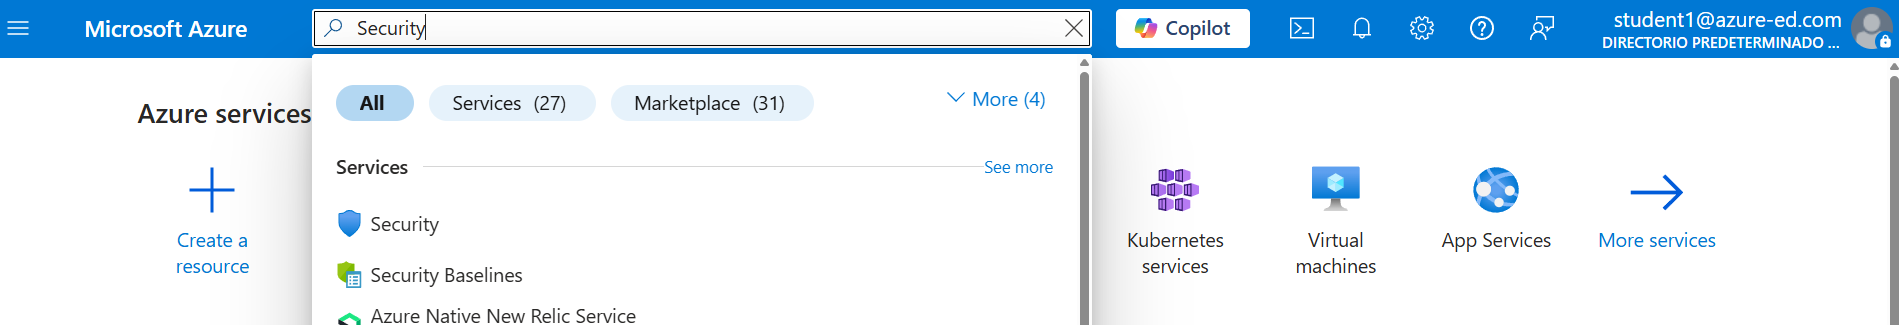 Microsoft Azure
Security
Copilot
student1@azure-ed.com
DIRECTORIO PREDETERMINADO ...
All
Services (27)
Marketplace (31)
More (4)
Azure services
Services
See more
Create a
resource
Security
Security Baselines
Azure Native New Relic Service
Kubernetes
services
Virtual
machines
App Services
More services